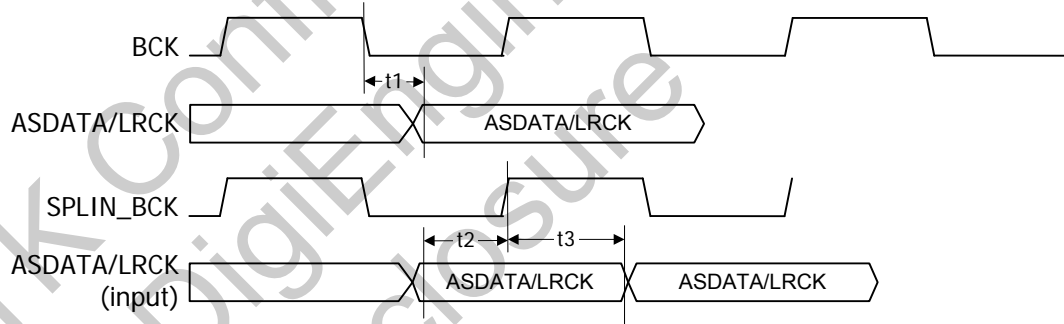 BCK
t1
ASDATA/LRCK
ASDATA/LRCK
SPLIN_BCK
t2
t3
ASDATA/LRCK
(input)
ASDATA/LRCK
ASDATA/LRCK